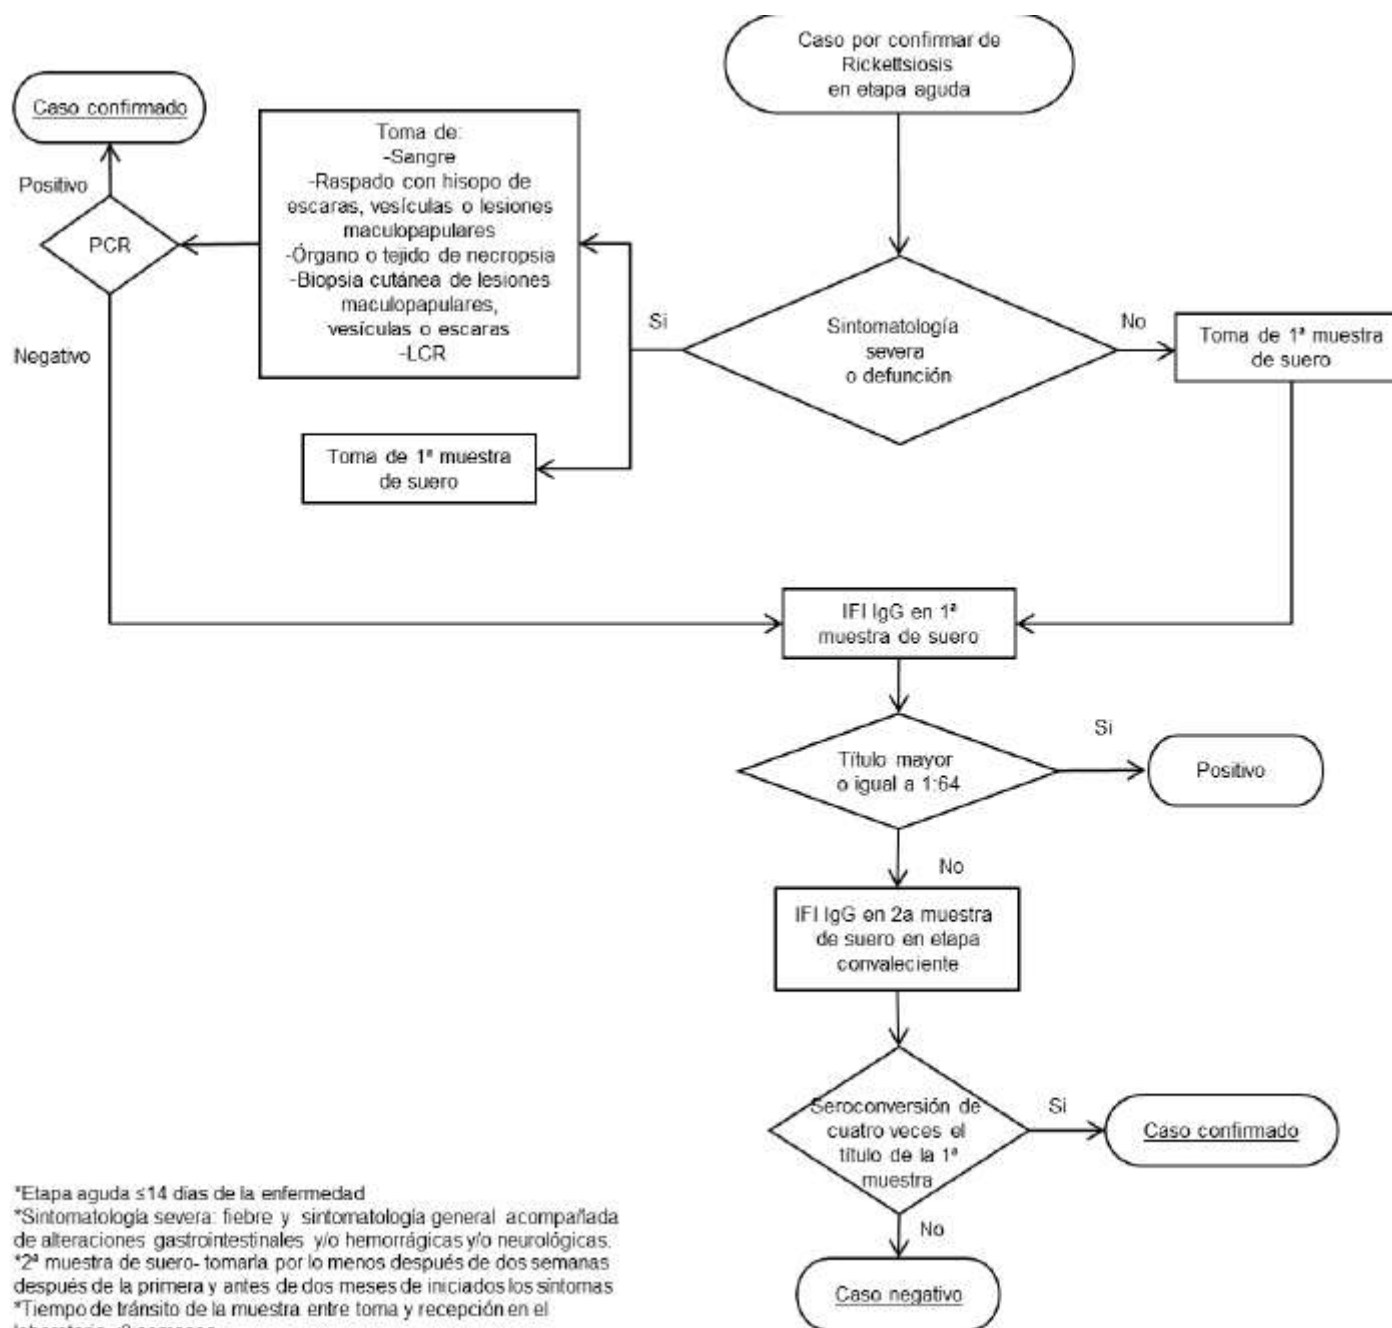 Caso por confirmar de
Rickettsiosis
en etapa aguda
Caso confirmado
Toma de:
-Sangre
-Raspado con hisopo de
escaras, vesículas o lesiones
maculopapulares
-Órgano o tejido de necropsia
-Biopsia cutánea de lesiones
maculopapulares,
vesículas o escaras
-LCR
Positivo
PCR
Negativo
Si
Sintomatología
severa
o defunción
No
Toma de 1ª muestra
de suero
Toma de 1ª muestra
de suero
IFI IgG en 1ª
muestra de suero
Título mayor
o igual a 1:64
Si
Positivo
No
IFI IgG en 2a muestra
de suero en etapa
convaleciente
Seroconversión de
cuatro veces el
título de la 1ª
muestra
Si
Caso confirmado
No
Caso negativo
*Etapa aguda ≤14 dias de la enfermedad
*Sintomatología severa: fiebre y sintomatología general acompañada
de alteraciones gastrointestinales y/o hemorrágicas y/o neurológicas.
*2ª muestra de suero- tomarla por lo menos después de dos semanas
después de la primera y antes de dos meses de iniciados los síntomas
*Tiempo de tránsito de la muestra entre toma y recepción en el